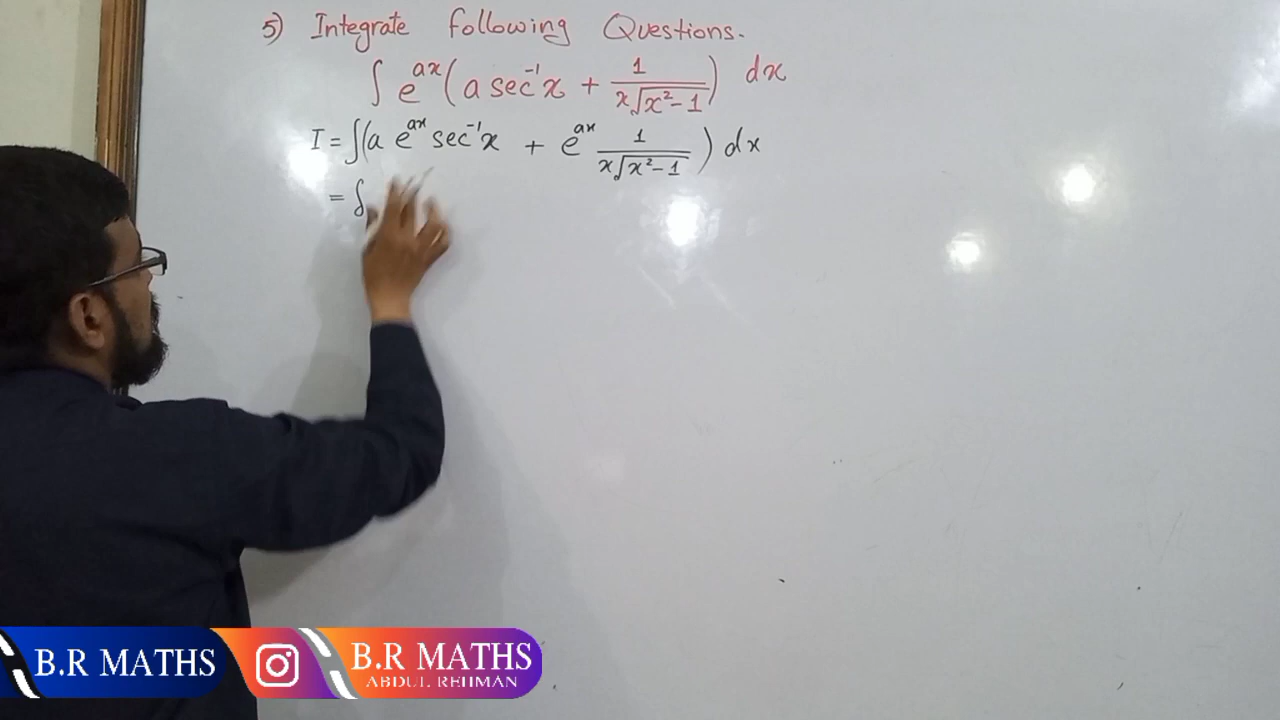 5) Integrate following Questions.
∫ e^{ax} (a sec⁻¹x + 1/(x√(x²-1))) dx
I = ∫(a e^{ax} sec⁻¹x + e^{ax} 1/(x√(x²-1))) dx
= ∫
B.R MATHS
B.R MATHS
ABDUL REHMAN